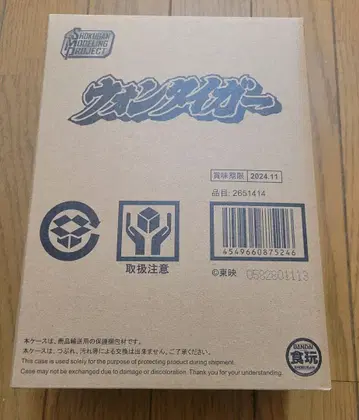 SHOKUGAN
MODELING
PROJECT
ウォンタイガー
賞味期限 2024.11
品目: 2651414
4549660875246
取扱注意
©東映 0582801113
本ケースは、商品輸送用の保護梱包材です。
本ケースは、つぶれ、汚れ等による交換は出来ません。ご了承ください。
This case is used solely for the purpose of protecting product during shipment.
Case may not be exchanged due to damage or discoloration. Thank you for your understanding.
BANDAI
食玩
SHOKUGAN